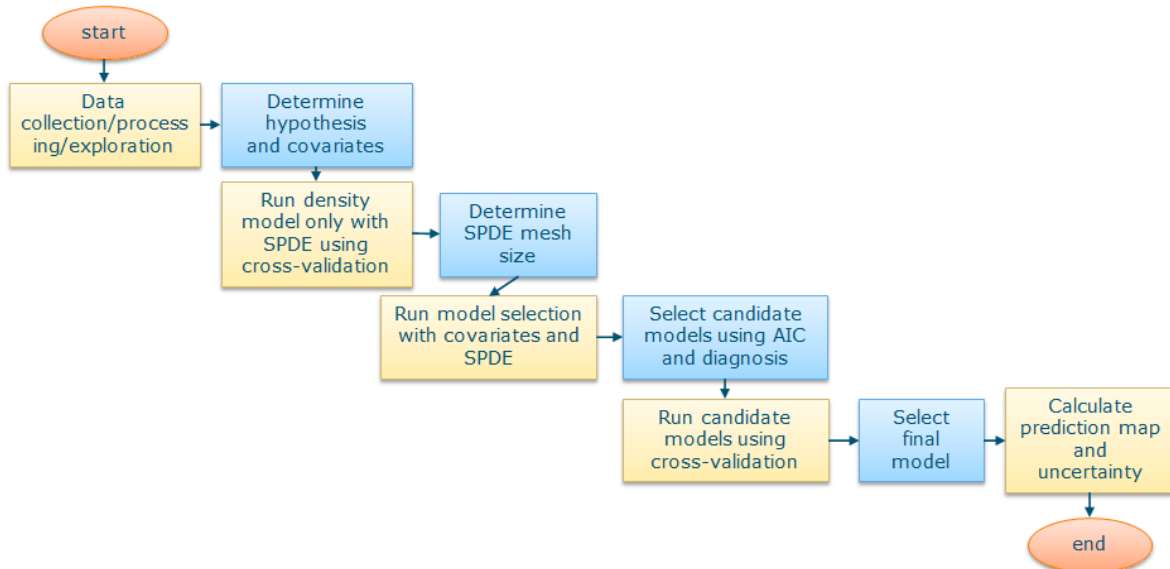 start
Data
collection/process
ing/exploration
Determine
hypothesis
and covariates
Run density
model only with
SPDE using
cross-validation
Determine
SPDE mesh
size
Run model selection
with covariates and
SPDE
Select candidate
models using AIC
and diagnosis
Run candidate
models using
cross-validation
Select
final
model
Calculate
prediction map
and
uncertainty
end